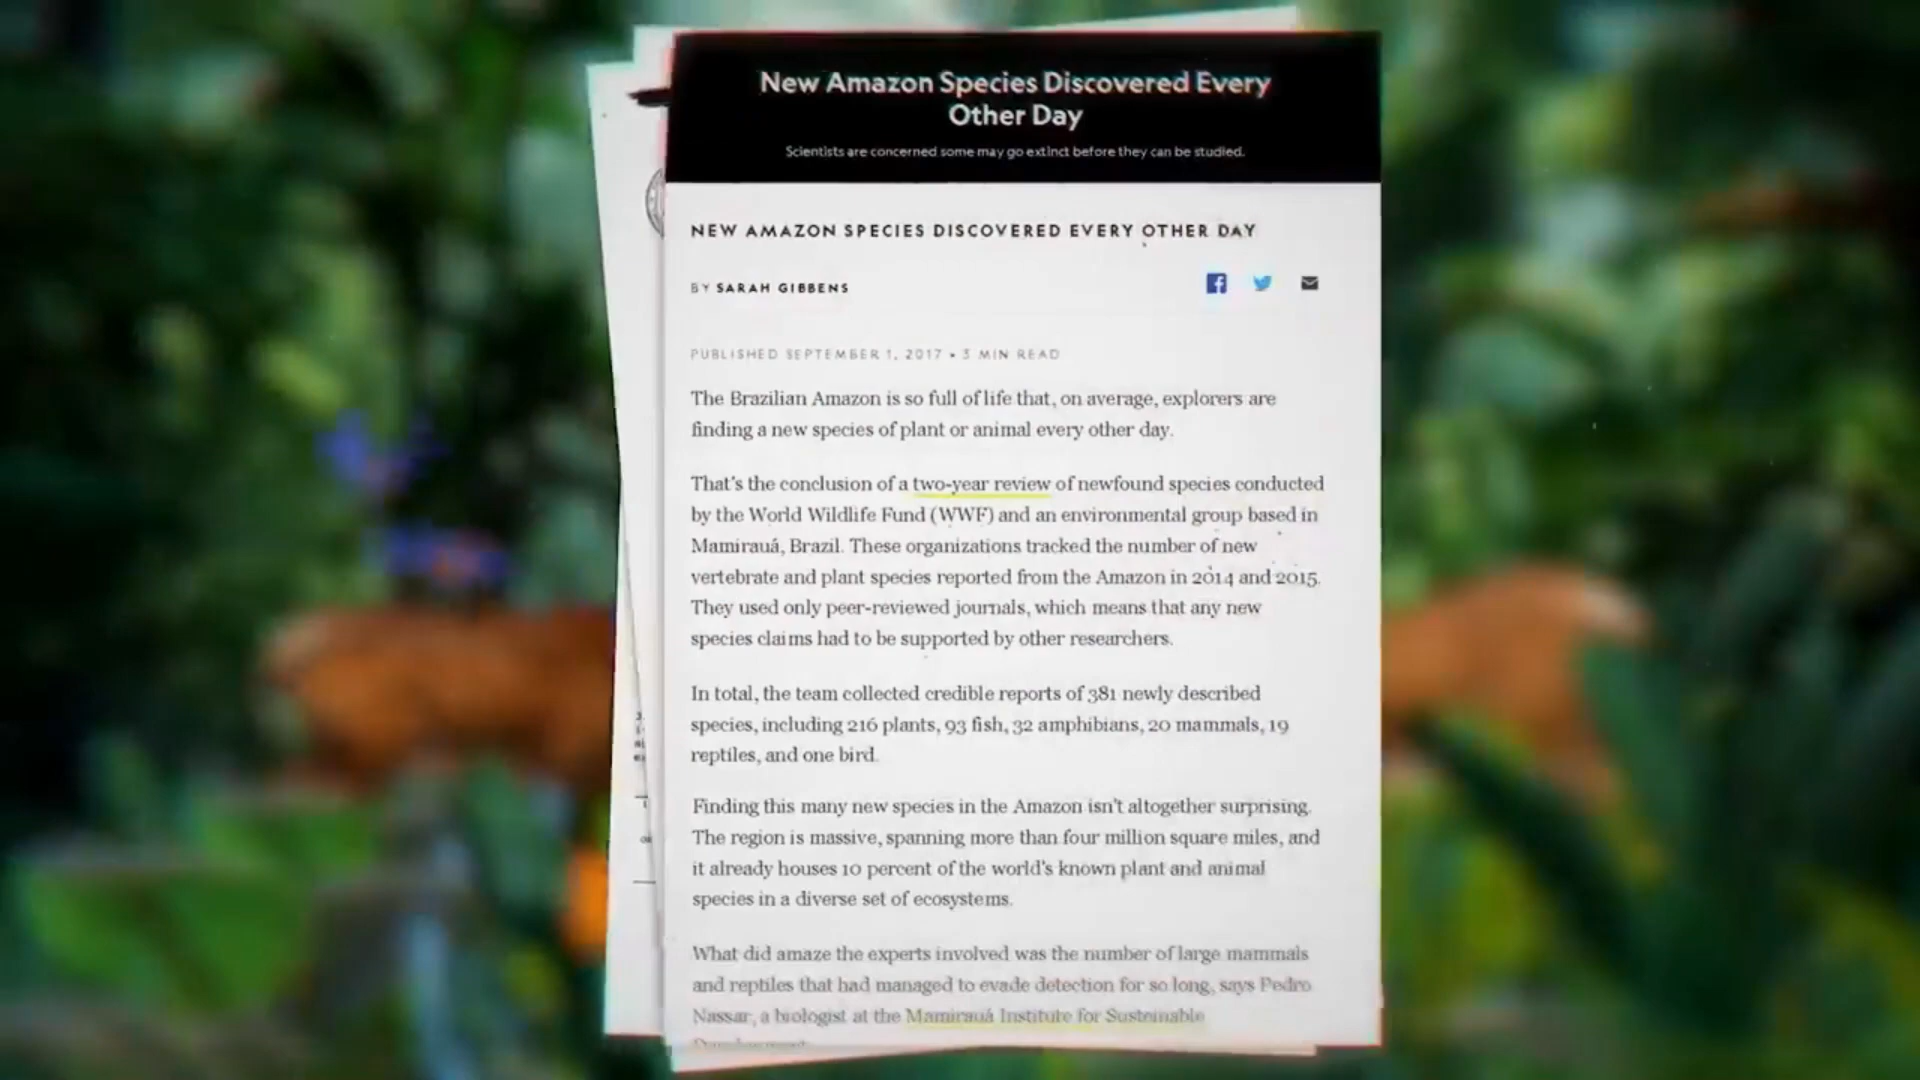 New Amazon Species Discovered Every
Other Day
Scientists are concerned some may go extinct before they can be studied.
NEW AMAZON SPECIES DISCOVERED EVERY OTHER DAY
BY SARAH GIBBENS
PUBLISHED SEPTEMBER 1, 2017 • 3 MIN READ
The Brazilian Amazon is so full of life that, on average, explorers are
finding a new species of plant or animal every other day.
That's the conclusion of a two-year review of newfound species conducted
by the World Wildlife Fund (WWF) and an environmental group based in
Mamirauá, Brazil. These organizations tracked the number of new
vertebrate and plant species reported from the Amazon in 2014 and 2015.
They used only peer-reviewed journals, which means that any new
species claims had to be supported by other researchers.
In total, the team collected credible reports of 381 newly described
species, including 216 plants, 93 fish, 32 amphibians, 20 mammals, 19
reptiles, and one bird.
Finding this many new species in the Amazon isn't altogether surprising.
The region is massive, spanning more than four million square miles, and
it already houses 10 percent of the world's known plant and animal
species in a diverse set of ecosystems.
What did amaze the experts involved was the number of large mammals
and reptiles that had managed to evade detection for so long, says Pedro
Nassar, a biologist at the Mamirauá Institute for Sustainable